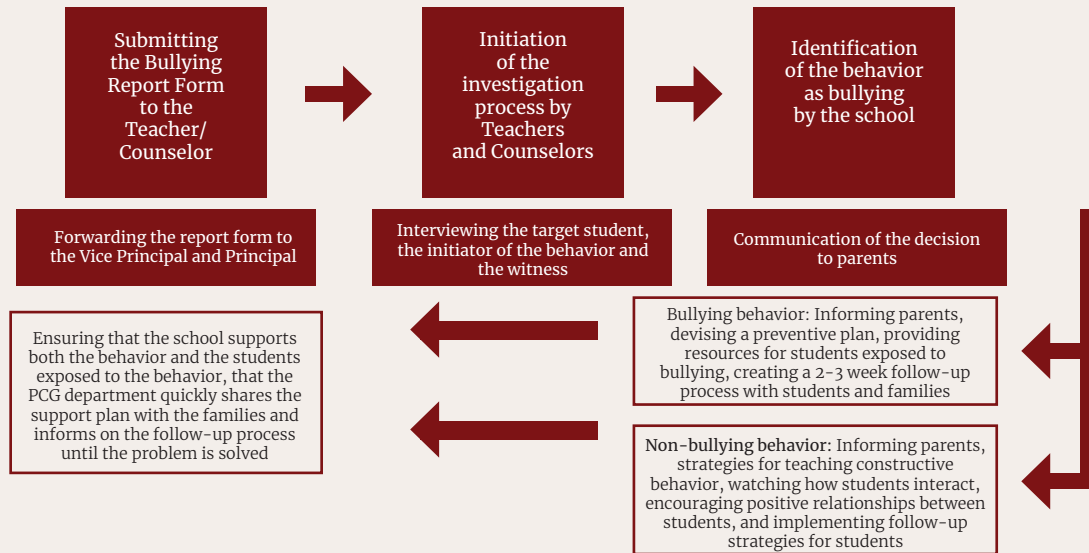 Submitting
the Bullying
Report Form
to the
Teacher/
Counselor
Initiation
of the
investigation
process by
Teachers
and Counselors
Identification
of the behavior
as bullying
by the school
Forwarding the report form to
the Vice Principal and Principal
Interviewing the target student,
the initiator of the behavior and
the witness
Communication of the decision
to parents
Bullying behavior: Informing parents,
devising a preventive plan, providing
resources for students exposed to
bullying, creating a 2-3 week follow-up
process with students and families
Ensuring that the school supports
both the behavior and the students
exposed to the behavior, that the
PCG department quickly shares the
support plan with the families and
informs on the follow-up process
until the problem is solved
Non-bullying behavior: Informing parents,
strategies for teaching constructive
behavior, watching how students interact,
encouraging positive relationships between
students, and implementing follow-up
strategies for students